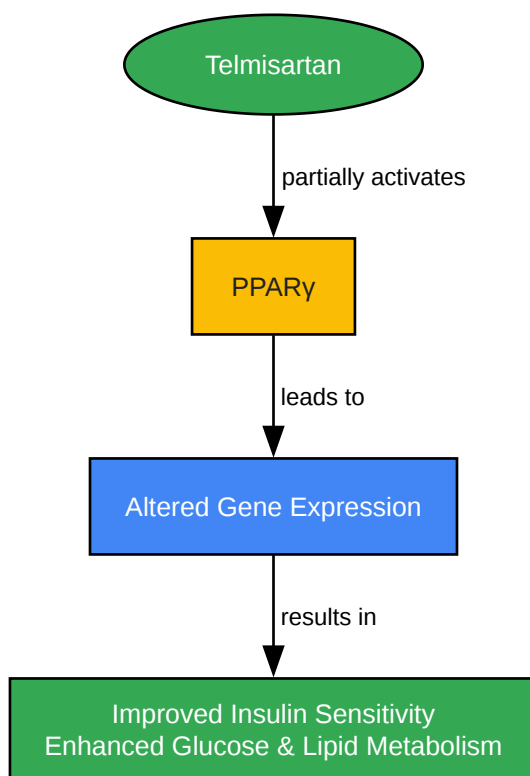 Telmisartan
partially activates
PPARγ
leads to
Altered Gene Expression
results in
Improved Insulin Sensitivity
Enhanced Glucose & Lipid Metabolism